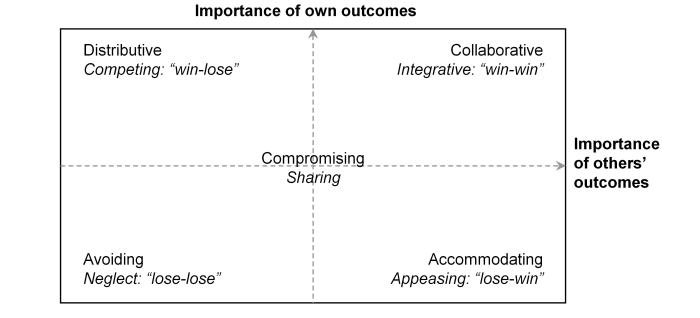 Importance of own outcomes
Distributive
Competing: “win-lose”
Collaborative
Integrative: “win-win”
Compromising
Sharing
Importance
of others’
outcomes
Avoiding
Neglect: “lose-lose”
Accommodating
Appeasing: “lose-win”